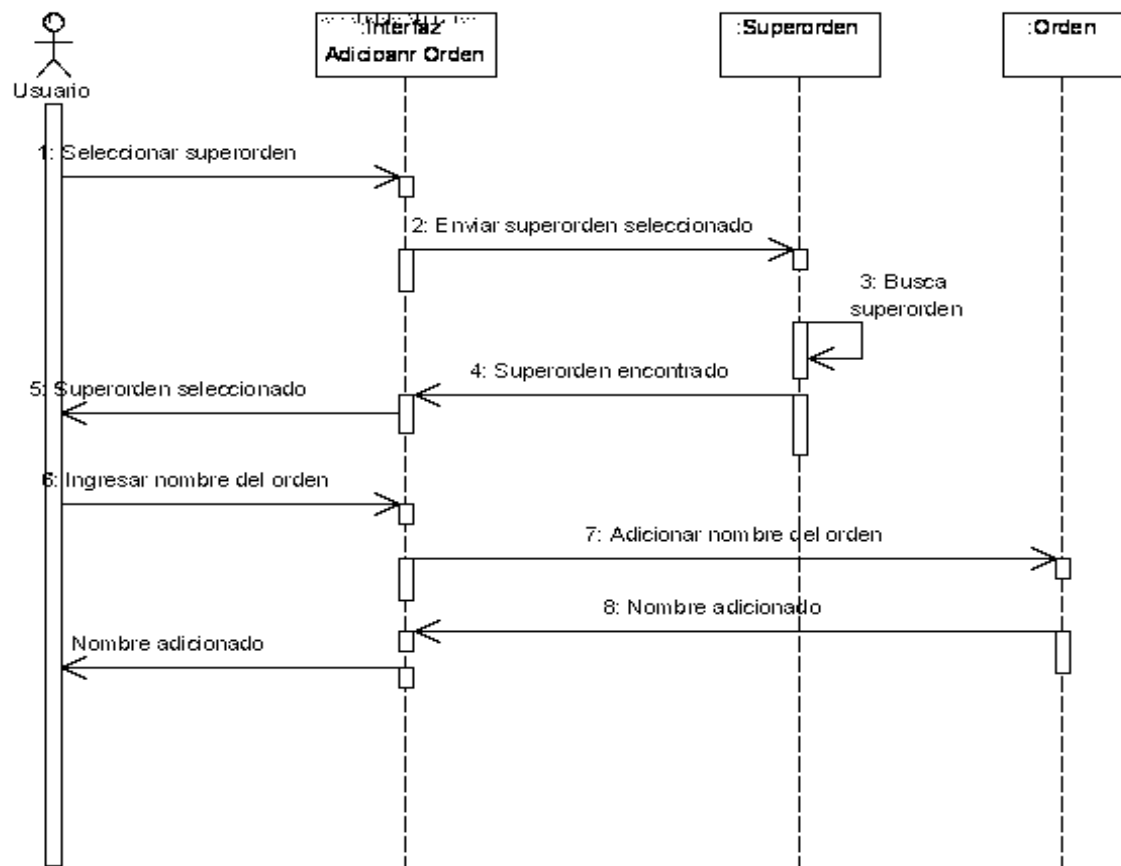 :Interfaz
Adicioanr Orden
:Superorden
:Orden
Usuario
1: Seleccionar superorden
2: Enviar superorden seleccionado
3: Busca
superorden
4: Superorden encontrado
5: Superorden seleccionado
6: Ingresar nombre del orden
7: Adicionar nombre del orden
8: Nombre adicionado
Nombre adicionado